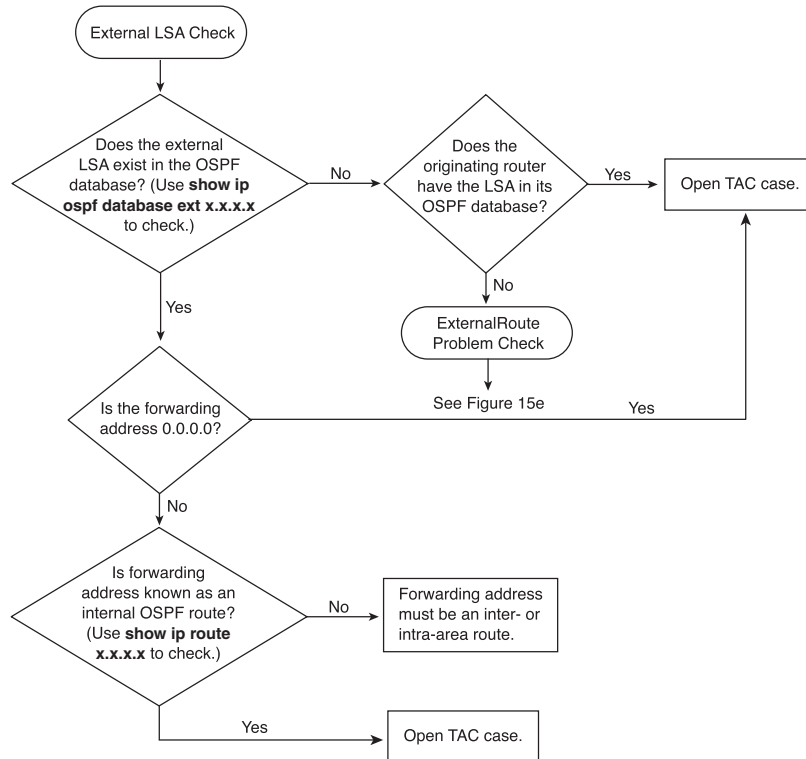 External LSA Check
Does the external
LSA exist in the OSPF
database? (Use show ip
ospf database ext x.x.x.x
to check.)
No
Does the
originating router
have the LSA in its
OSPF database?
Yes
Open TAC case.
No
ExternalRoute
Problem Check
See Figure 15e
Yes
Is the forwarding
address 0.0.0.0?
Yes
No
Is forwarding
address known as an
internal OSPF route?
(Use show ip route
x.x.x.x to check.)
No
Forwarding address
must be an inter- or
intra-area route.
Yes
Open TAC case.